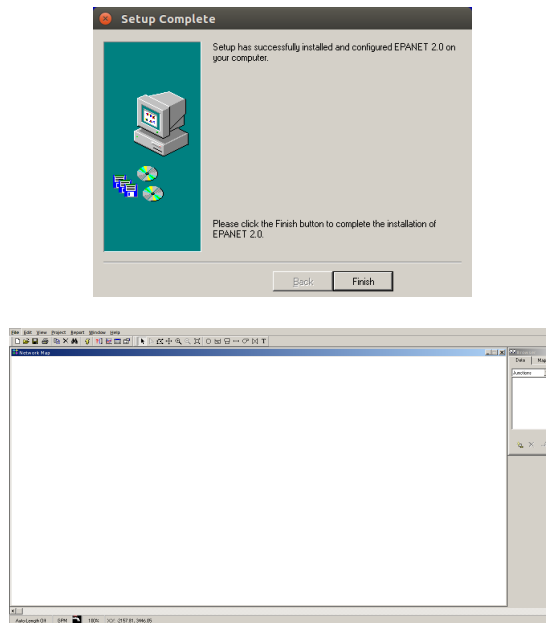 Setup Complete
Setup has successfully installed and configured EPANET 2.0 on
your computer.
Please click the Finish button to complete the installation of
EPANET 2.0.
Back Finish
File Edit View Project Report Window Help
T
Network Map
Data Map
Junctions
Auto-Length Off GPM 100%